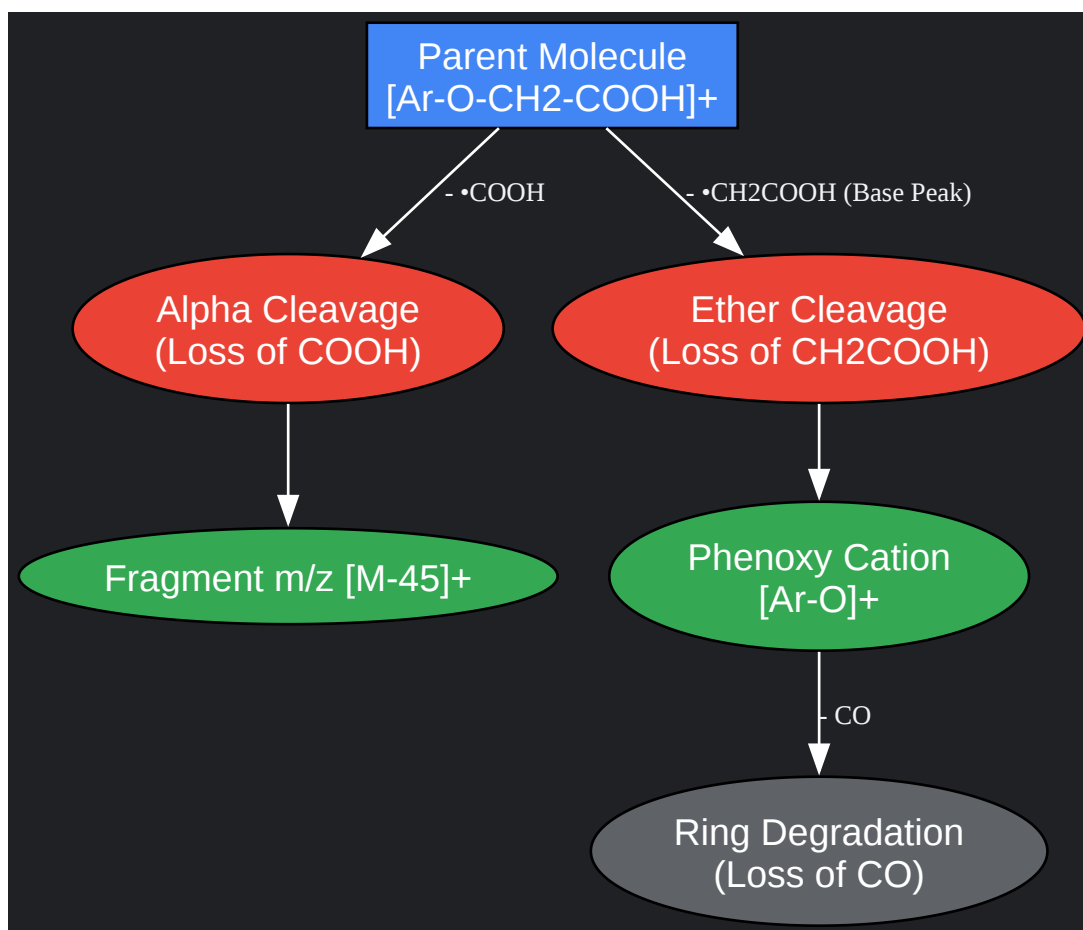 Parent Molecule
[Ar-O-CH2-COOH]+
- •COOH
- •CH2COOH (Base Peak)
Alpha Cleavage
(Loss of COOH)
Ether Cleavage
(Loss of CH2COOH)
Fragment m/z [M-45]+
Phenoxy Cation
[Ar-O]+
- CO
Ring Degradation
(Loss of CO)